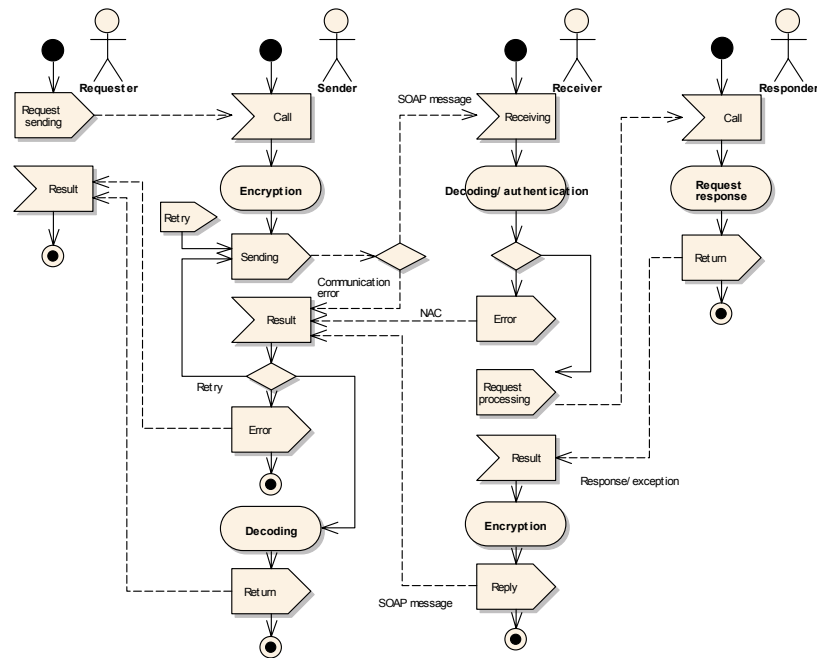 Requester
Sender
Receiver
Responder
Request
sending
Call
SOAP message
Receiving
Call
Result
Encryption
Decoding/ authentication
Request
response
Retry
Sending
Return
Communication
error
Result
NAC
Error
Retry
Request
processing
Error
Result
Response/ exception
Decoding
Encryption
Return
Reply
SOAP message